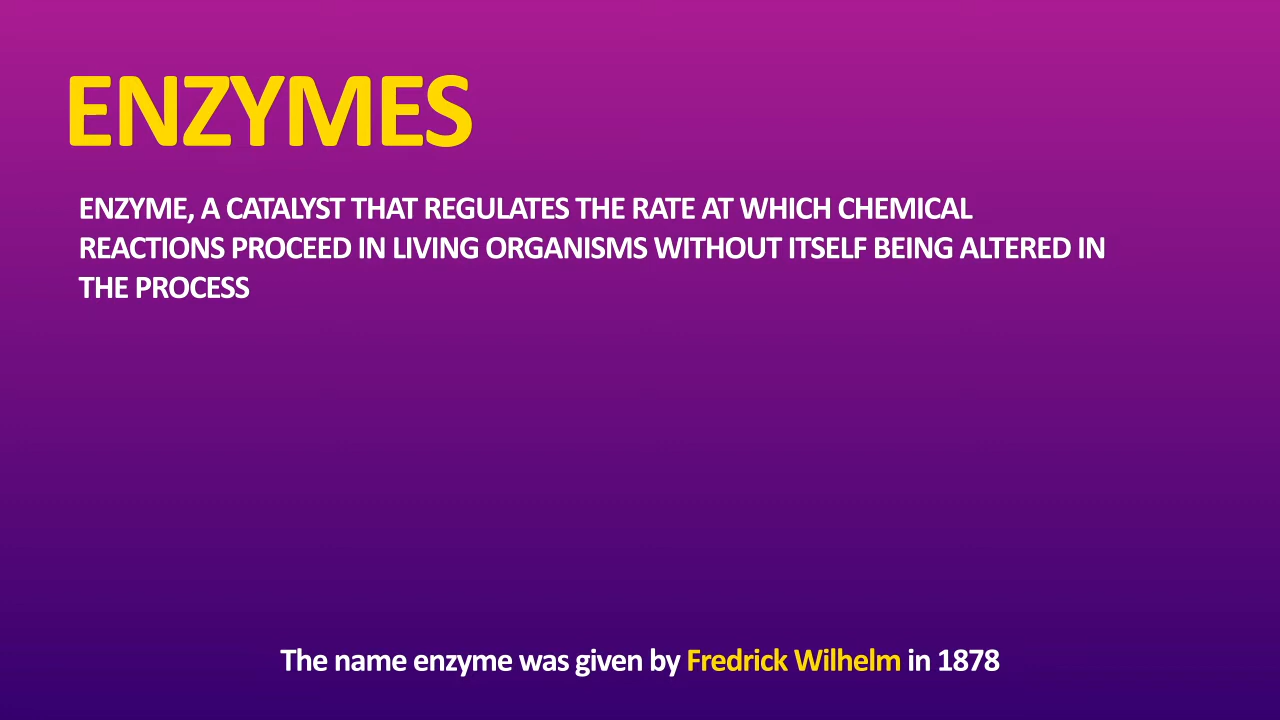 ENZYMES
ENZYME, A CATALYST THAT REGULATES THE RATE AT WHICH CHEMICAL
REACTIONS PROCEED IN LIVING ORGANISMS WITHOUT ITSELF BEING ALTERED IN
THE PROCESS
The name enzyme was given by Fredrick Wilhelm in 1878